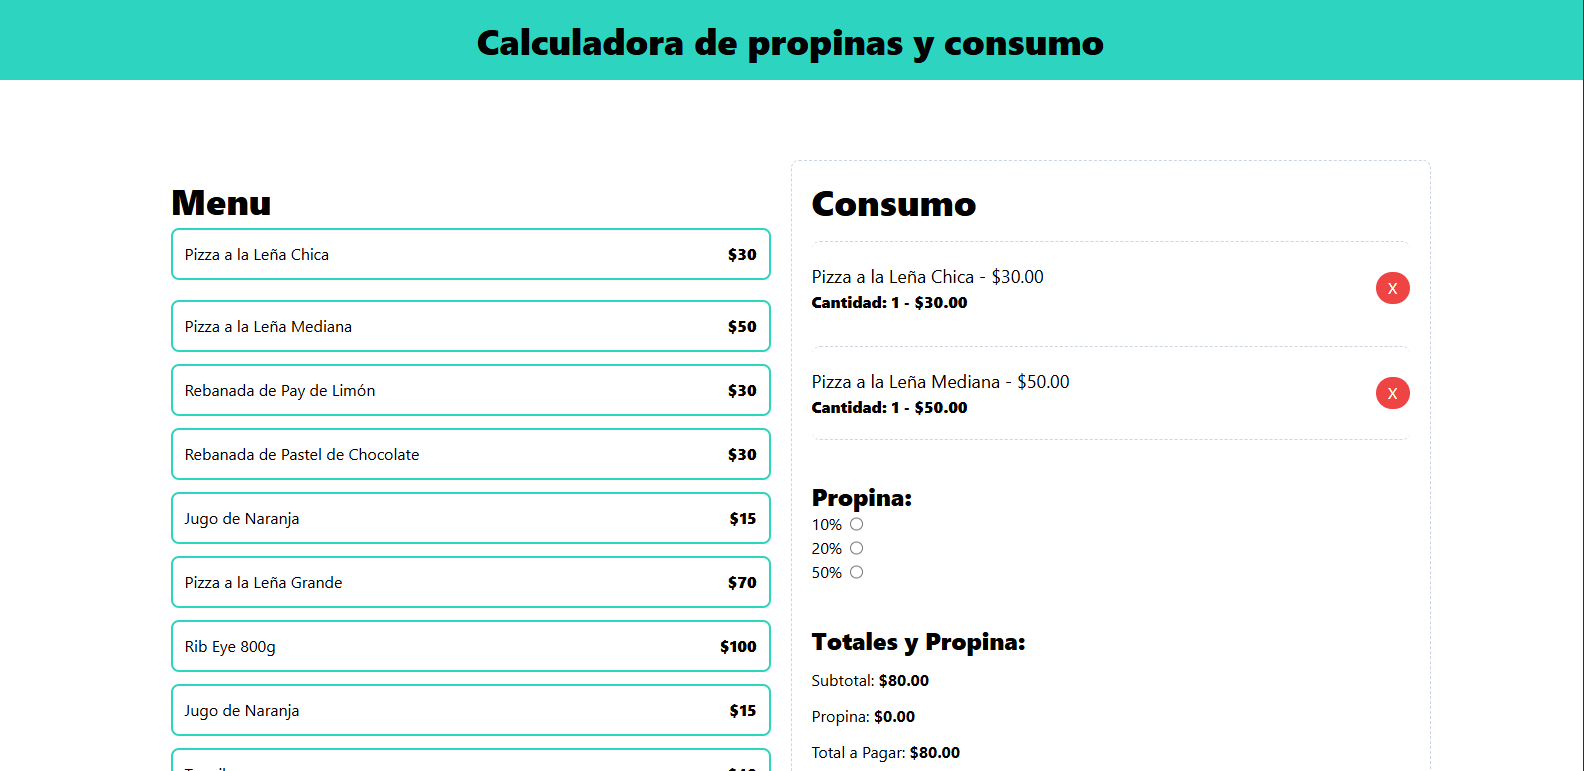 Calculadora de propinas y consumo
Menu
Pizza a la Leña Chica $30
Pizza a la Leña Mediana $50
Rebanada de Pay de Limón $30
Rebanada de Pastel de Chocolate $30
Jugo de Naranja $15
Pizza a la Leña Grande $70
Rib Eye 800g $100
Jugo de Naranja $15
Consumo
Pizza a la Leña Chica - $30.00
X
Cantidad: 1 - $30.00
Pizza a la Leña Mediana - $50.00
X
Cantidad: 1 - $50.00
Propina:
10%
20%
50%
Totales y Propina:
Subtotal: $80.00
Propina: $0.00
Total a Pagar: $80.00